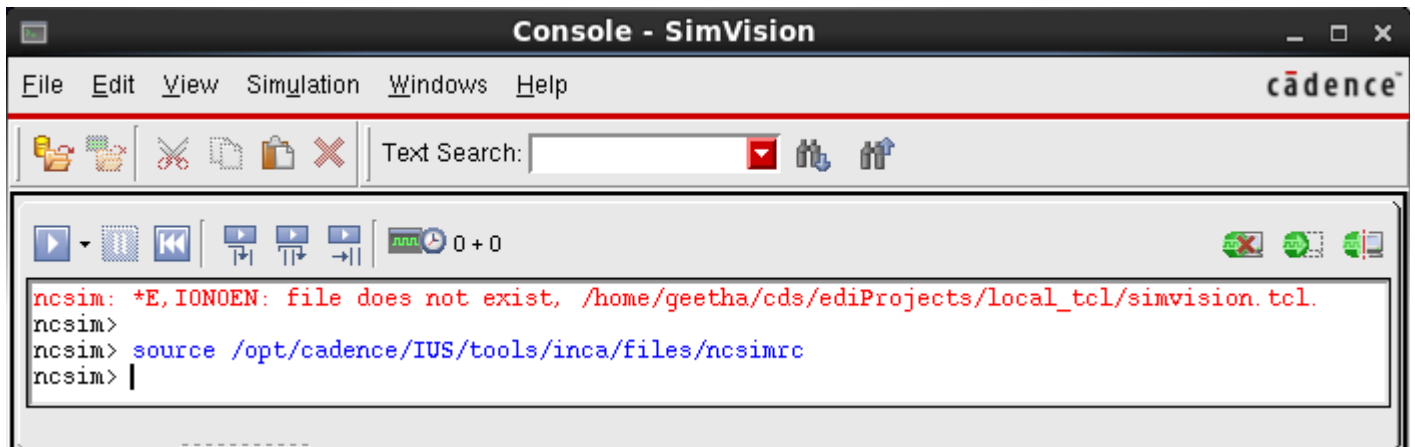 Console - SimVision
File Edit View Simulation Windows Help cādence
Text Search:
0 + 0
ncsim: *E,IONOEN: file does not exist, /home/geetha/cds/ediProjects/local_tcl/simvision.tcl.
ncsim>
ncsim> source /opt/cadence/IUS/tools/inca/files/ncsimrc
ncsim>